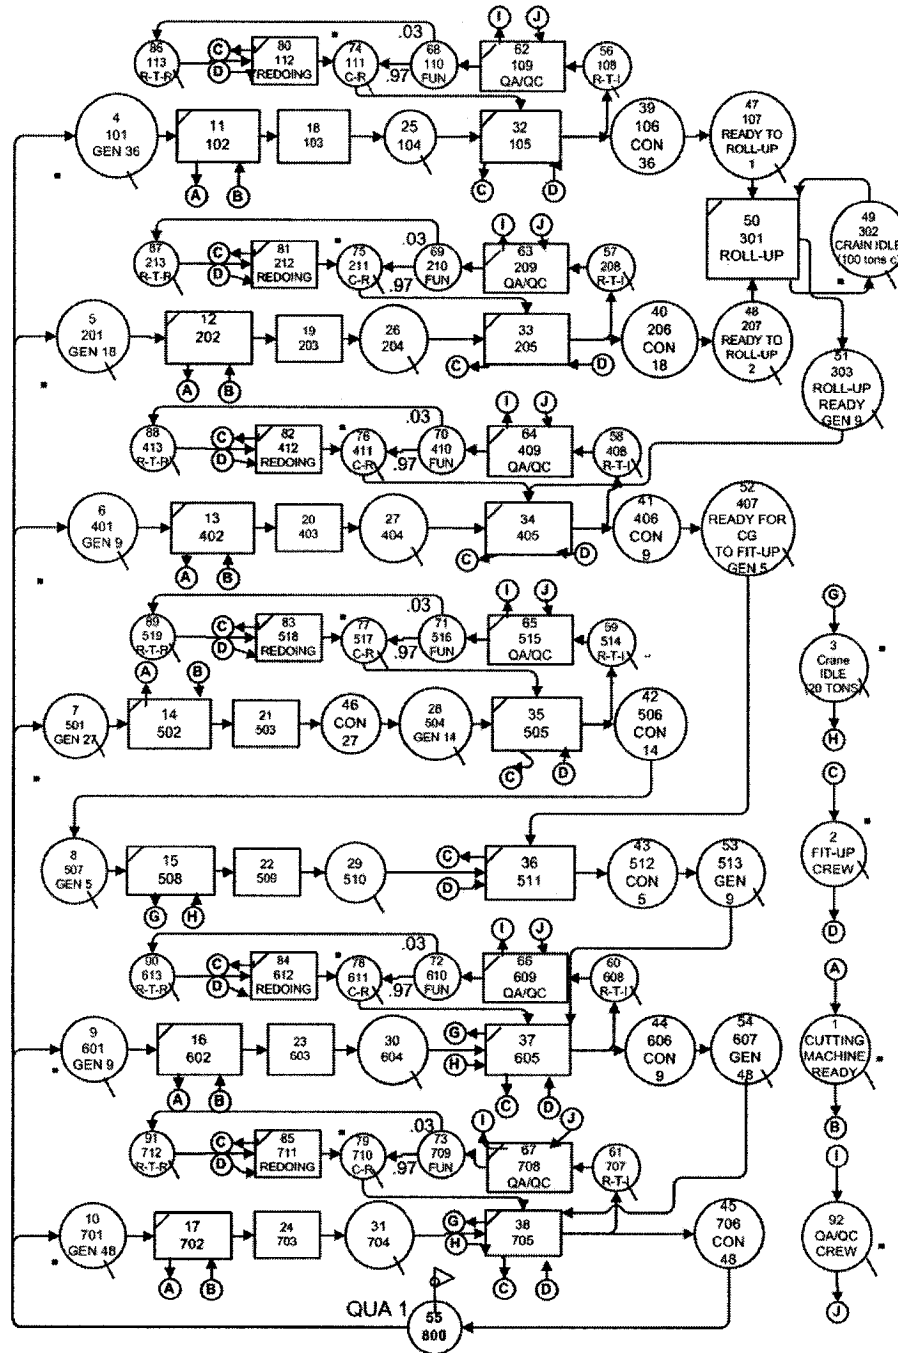 I J
.03
86
113
R-T-R
C
D
80
112
REDOING
74
111
C-R
.97
68
110
FUN
62
109
QA/QC
56
108
R-T-I
4
101
GEN 36
11
102
18
103
25
104
32
105
39
106
CON
36
47
107
READY TO
ROLL-UP
1
A B
C D
50
301
ROLL-UP
49
302
CRAIN IDLE
(100 tons c)
I J
.03
87
213
R-T-R
C
D
81
212
REDOING
75
211
C-R
.97
69
210
FUN
63
209
QA/QC
57
208
R-T-I
5
201
GEN 18
12
202
19
203
26
204
33
205
40
206
CON
18
48
207
READY TO
ROLL-UP
2
A B
C D
51
303
ROLL-UP
READY
GEN 9
I J
.03
88
413
R-T-R
C
D
82
412
REDOING
76
411
C-R
.97
70
410
FUN
64
409
QA/QC
58
408
R-T-I
6
401
GEN 9
13
402
20
403
27
404
34
405
41
406
CON
9
52
407
READY FOR
CG
TO FIT-UP
GEN 5
A B
C D
I J
.03
89
519
R-T-R
C
D
83
518
REDOING
77
517
C-R
.97
71
516
FUN
65
515
QA/QC
59
514
R-T-I
A B
7
501
GEN 27
14
502
21
503
46
CON
27
28
504
GEN 14
35
505
42
506
CON
14
C D
8
507
GEN 5
15
508
22
509
29
510
C
D
36
511
43
512
CON
5
53
513
GEN
9
G H
I J
.03
90
613
R-T-R
C
D
84
612
REDOING
78
611
C-R
.97
72
610
FUN
66
609
QA/QC
60
608
R-T-I
9
601
GEN 9
16
602
23
603
30
604
G
H
37
605
44
606
CON
9
54
607
GEN
48
A B
C D
I J
.03
91
712
R-T-R
C
D
85
711
REDOING
79
710
C-R
.97
73
709
FUN
67
708
QA/QC
61
707
R-T-I
10
701
GEN 48
17
702
24
703
31
704
G
H
38
705
45
706
CON
48
A B
C D
QUA 1
55
800
G
3
Crane
IDLE
(20 TONS)
H
C
2
FIT-UP
CREW
D
A
1
CUTTING
MACHINE
READY
B
I
92
QA/QC
CREW
J